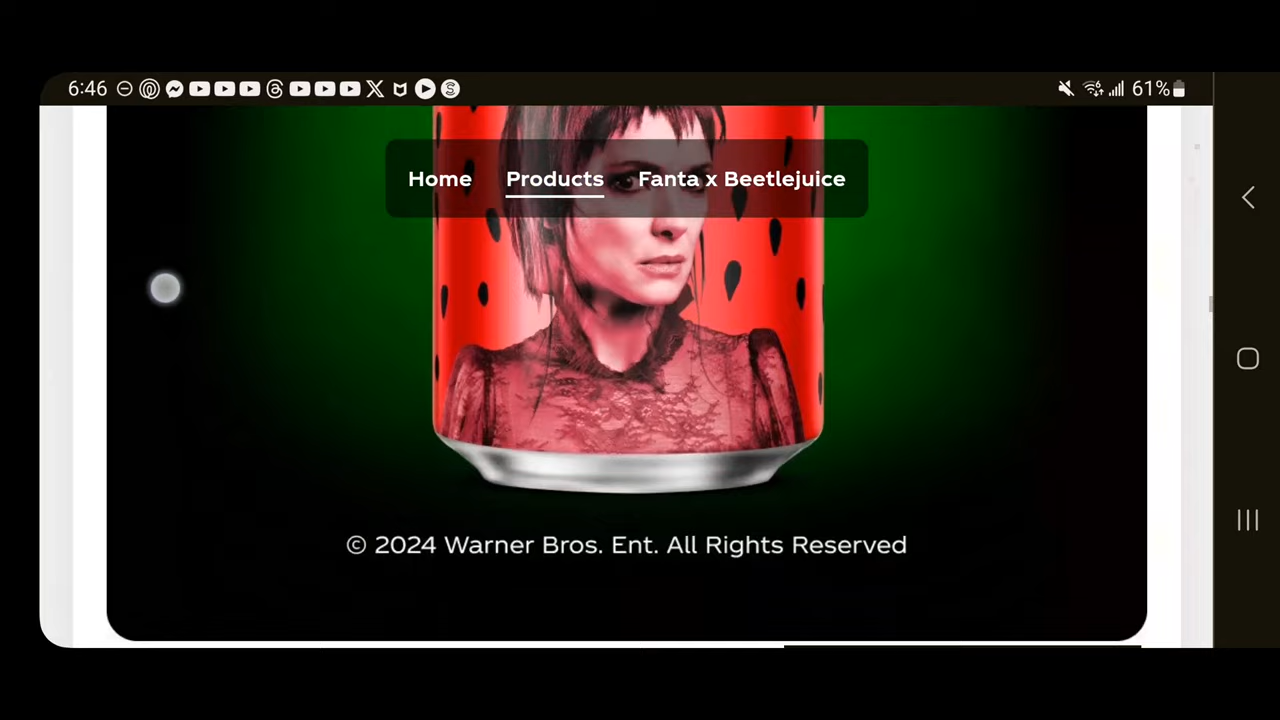 6:46 61%
Home Products Fanta x Beetlejuice
© 2024 Warner Bros. Ent. All Rights Reserved